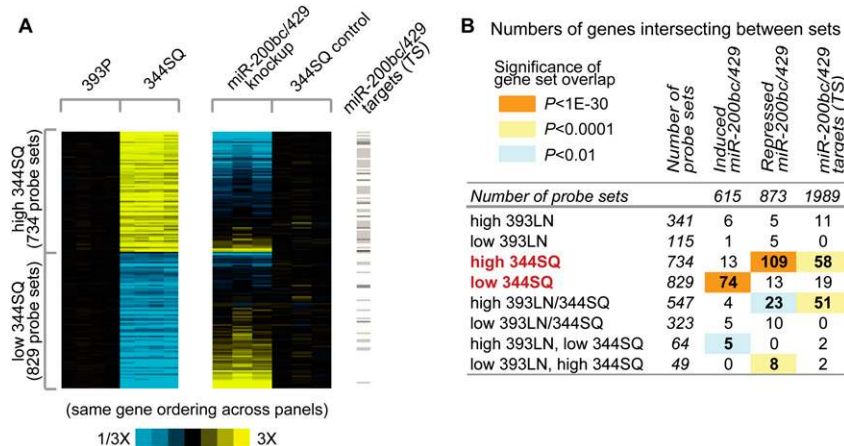 A
393P
344SQ
miR-200bc/429
knockup
344SQ control
miR-200bc/429
targets (TS)
high 344SQ
(734 probe sets)
low 344SQ
(829 probe sets)
(same gene ordering across panels)
1/3X 3X
B Numbers of genes intersecting between sets
Significance of
gene set overlap
P<1E-30
P<0.0001
P<0.01
Number of
probe sets
Induced
miR-200bc/429
Repressed
miR-200bc/429
miR-200bc/429
targets (TS)
Number of probe sets 615 873 1989
high 393LN 341 6 5 11
low 393LN 115 1 5 0
high 344SQ 734 13 109 58
low 344SQ 829 74 13 19
high 393LN/344SQ 547 4 23 51
low 393LN/344SQ 323 5 10 0
high 393LN, low 344SQ 64 5 0 2
low 393LN, high 344SQ 49 0 8 2